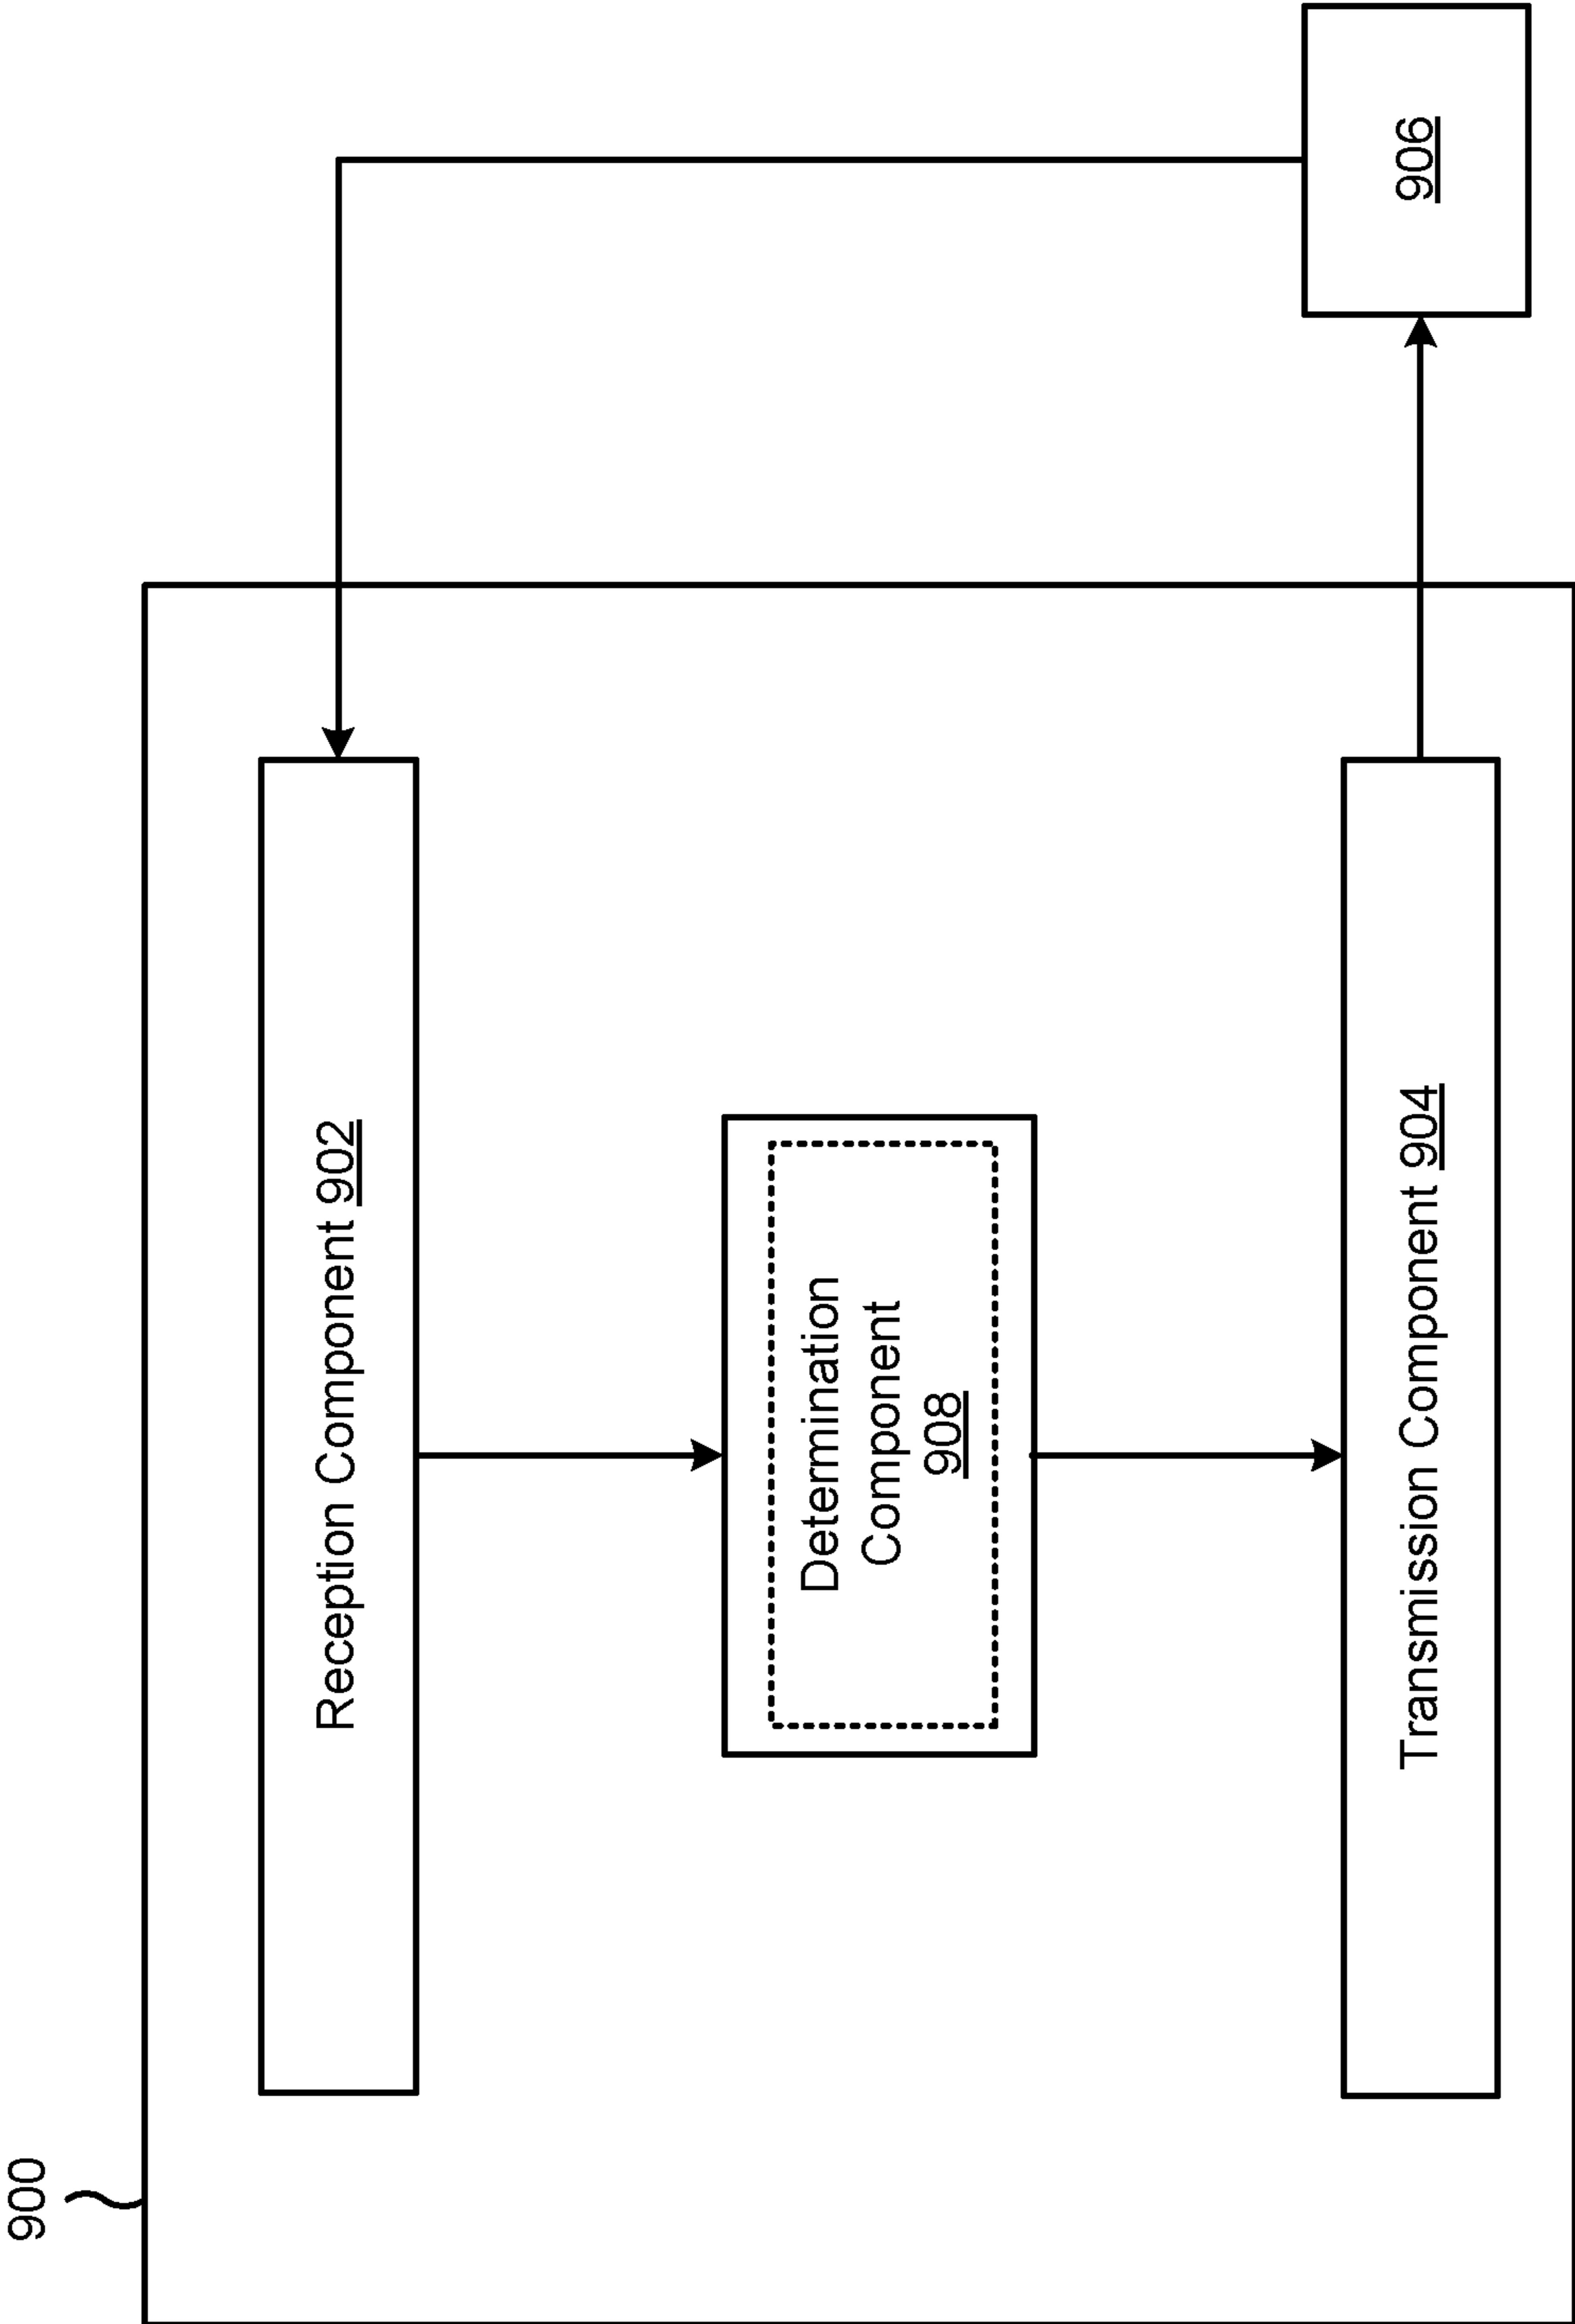 900
Reception Component 902
Determination
Component
908
Transmission Component 904
906